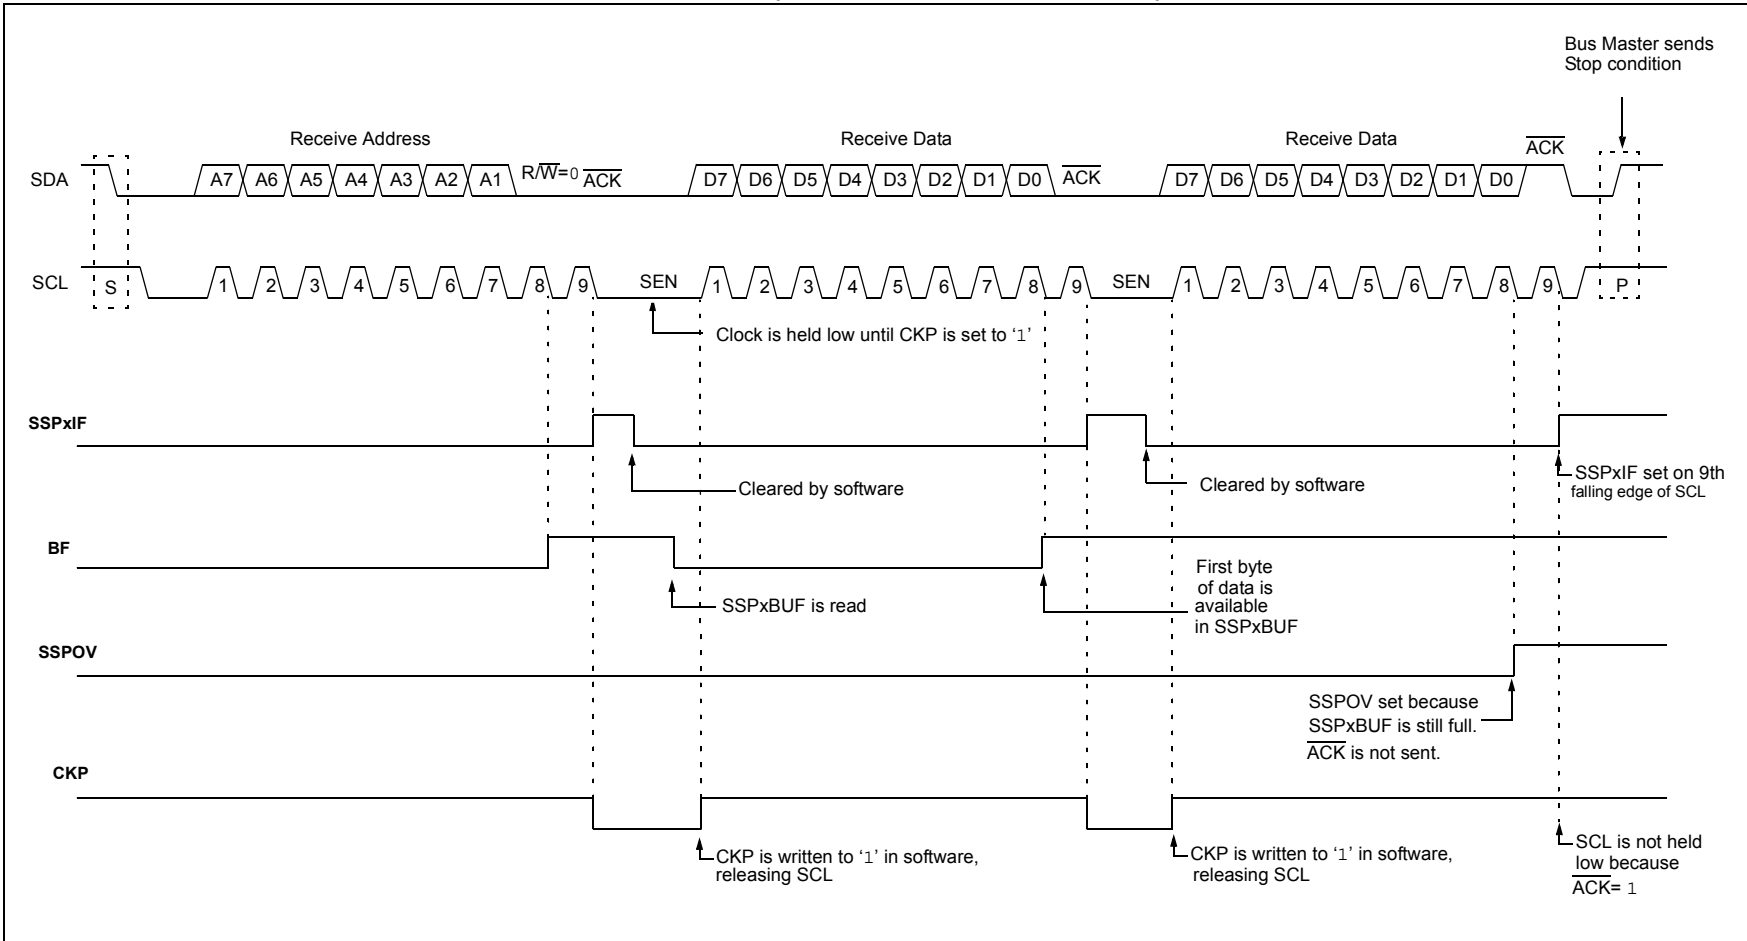 Bus Master sends
Stop condition
Receive Address
Receive Data
Receive Data
ACK
SDA
A7 A6 A5 A4 A3 A2 A1 R/W=0 ACK
D7 D6 D5 D4 D3 D2 D1 D0 ACK
D7 D6 D5 D4 D3 D2 D1 D0
SCL
S 1 2 3 4 5 6 7 8 9 SEN 1 2 3 4 5 6 7 8 9 SEN 1 2 3 4 5 6 7 8 9 P
Clock is held low until CKP is set to ‘1’
SSPxIF
Cleared by software
Cleared by software
SSPxIF set on 9th
falling edge of SCL
BF
SSPxBUF is read
First byte
of data is
available
in SSPxBUF
SSPOV
SSPOV set because
SSPxBUF is still full.
ACK is not sent.
CKP
CKP is written to ‘1’ in software,
releasing SCL
CKP is written to ‘1’ in software,
releasing SCL
SCL is not held
low because
ACK= 1